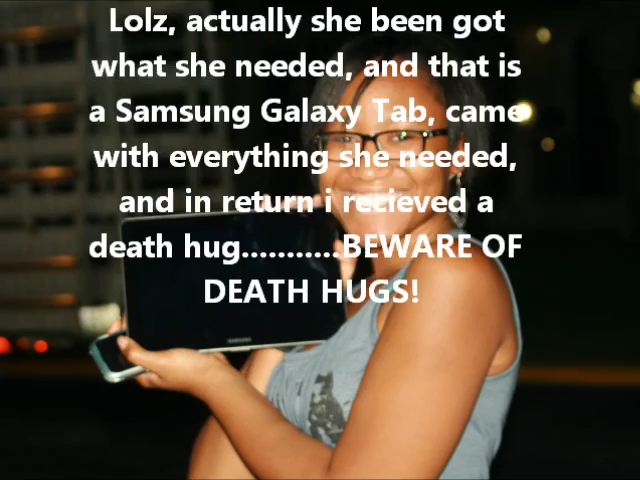 Lolz, actually she been got
what she needed, and that is
a Samsung Galaxy Tab, came
with everything she needed,
and in return i recieved a
death hug...........BEWARE OF
DEATH HUGS!
SAMSUNG